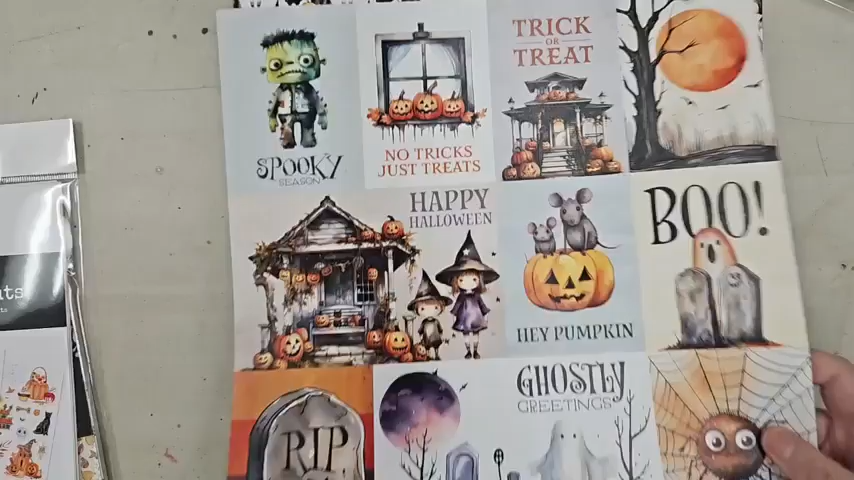 SPOOKY
SEASON
NO TRICKS
JUST TREATS
TRICK
OR
TREAT
HAPPY
HALLOWEEN
HEY PUMPKIN
BOO!
RIP
GHOSTLY
GREETINGS